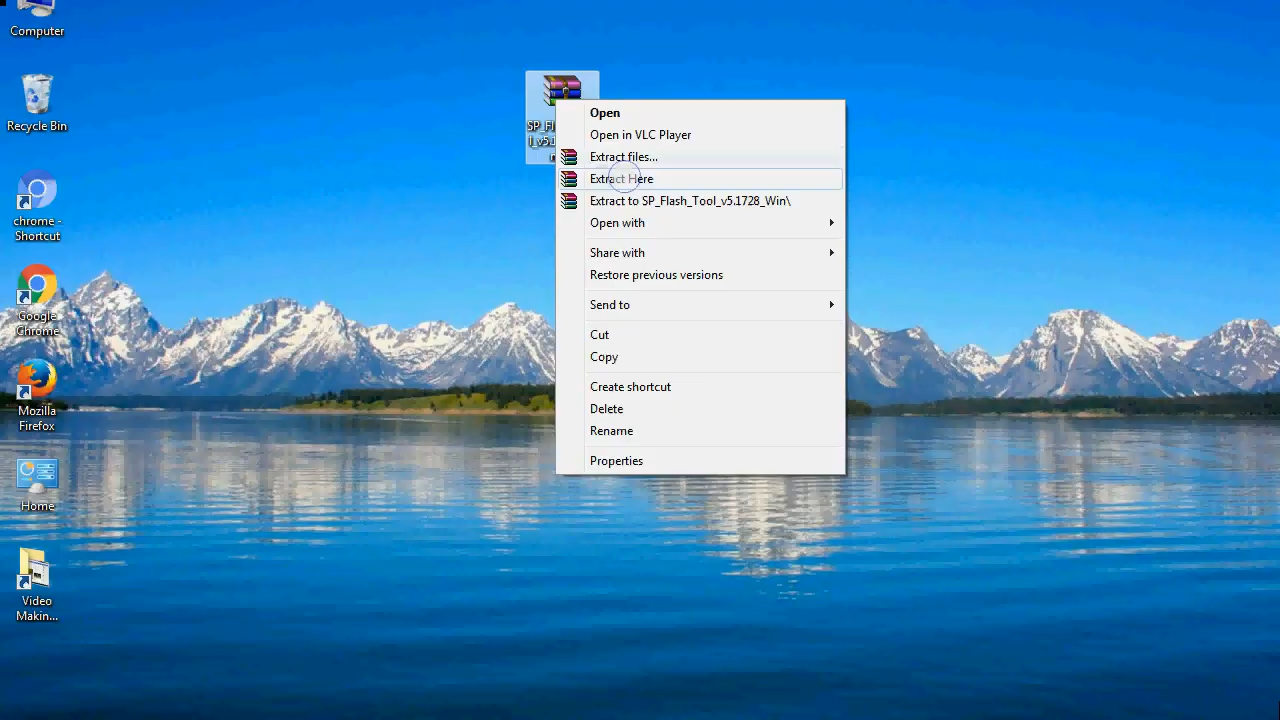 Computer
Recycle Bin
chrome -
Shortcut
Google
Chrome
Mozilla
Firefox
Home
Video
Makin...
Open
Open in VLC Player
Extract files...
Extract Here
Extract to SP_Flash_Tool_v5.1728_Win\
Open with
Share with
Restore previous versions
Send to
Cut
Copy
Create shortcut
Delete
Rename
Properties